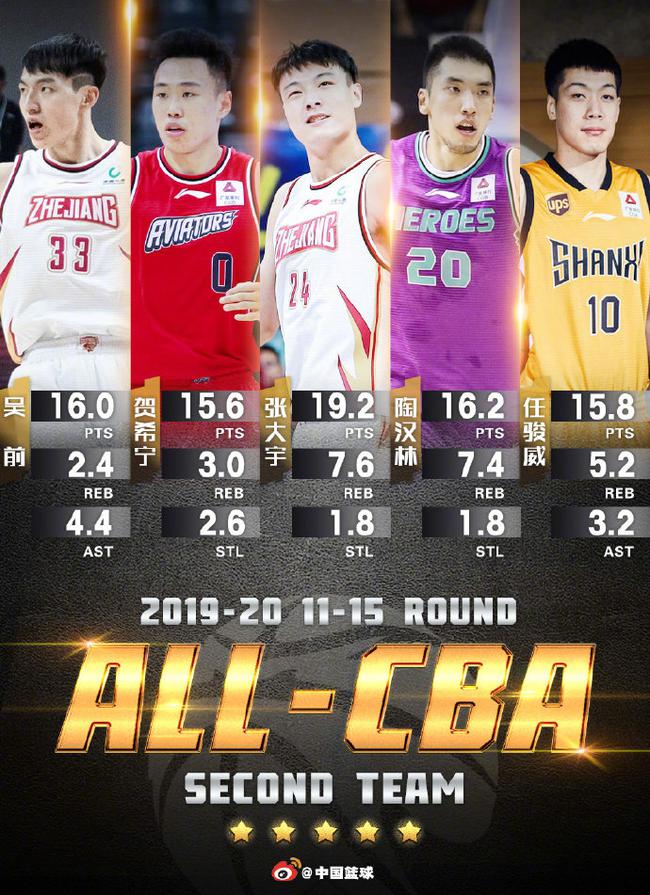 ZHEJIANG
33
AVIATORS
0
ZHEJIANG
24
HEROES
20
ups
SHANXI
10
吴前
16.0
PTS
2.4
REB
4.4
AST
贺希宁
15.6
PTS
3.0
REB
2.6
STL
张大宇
19.2
PTS
7.6
REB
1.8
STL
陶汉林
16.2
PTS
7.4
REB
1.8
STL
任骏威
15.8
PTS
5.2
REB
3.2
AST
2019-20 11-15 ROUND
ALL-CBA
SECOND TEAM
@中国篮球